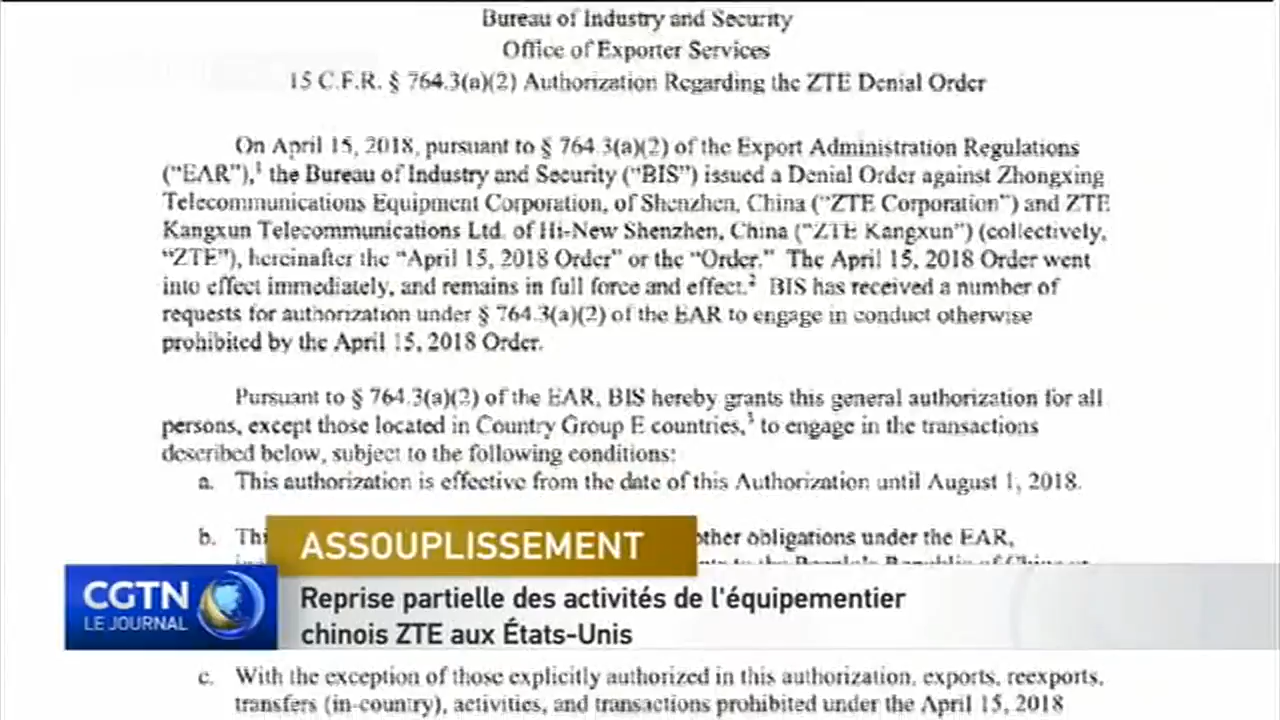 Bureau of Industry and Security
Office of Exporter Services
15 C.F.R. § 764.3(a)(2) Authorization Regarding the ZTE Denial Order
On April 15, 2018, pursuant to § 764.3(a)(2) of the Export Administration Regulations
(“EAR”),¹ the Bureau of Industry and Security (“BIS”) issued a Denial Order against Zhongxing
Telecommunications Equipment Corporation, of Shenzhen, China (“ZTE Corporation”) and ZTE
Kangxun Telecommunications Ltd. of Hi-New Shenzhen, China (“ZTE Kangxun”) (collectively,
“ZTE”), hereinafter the “April 15, 2018 Order” or the “Order.” The April 15, 2018 Order went
into effect immediately, and remains in full force and effect.² BIS has received a number of
requests for authorization under § 764.3(a)(2) of the EAR to engage in conduct otherwise
prohibited by the April 15, 2018 Order.
Pursuant to § 764.3(a)(2) of the EAR, BIS hereby grants this general authorization for all
persons, except those located in Country Group E countries,³ to engage in the transactions
described below, subject to the following conditions:
a. This authorization is effective from the date of this Authorization until August 1, 2018.
b. other obligations under the EAR,
ASSOUPLISSEMENT
CGTN
LE JOURNAL
Reprise partielle des activités de l'équipementier
chinois ZTE aux États-Unis
c. With the exception of those explicitly authorized in this authorization, exports, reexports,
transfers (in-country), activities, and transactions prohibited under the April 15, 2018